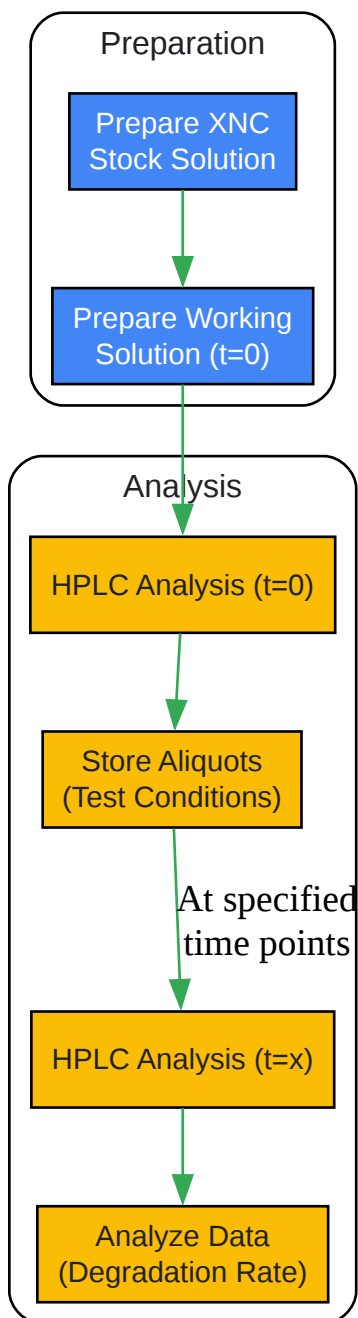 Preparation
Prepare XNC
Stock Solution
Prepare Working
Solution (t=0)
Analysis
HPLC Analysis (t=0)
Store Aliquots
(Test Conditions)
At specified
time points
HPLC Analysis (t=x)
Analyze Data
(Degradation Rate)